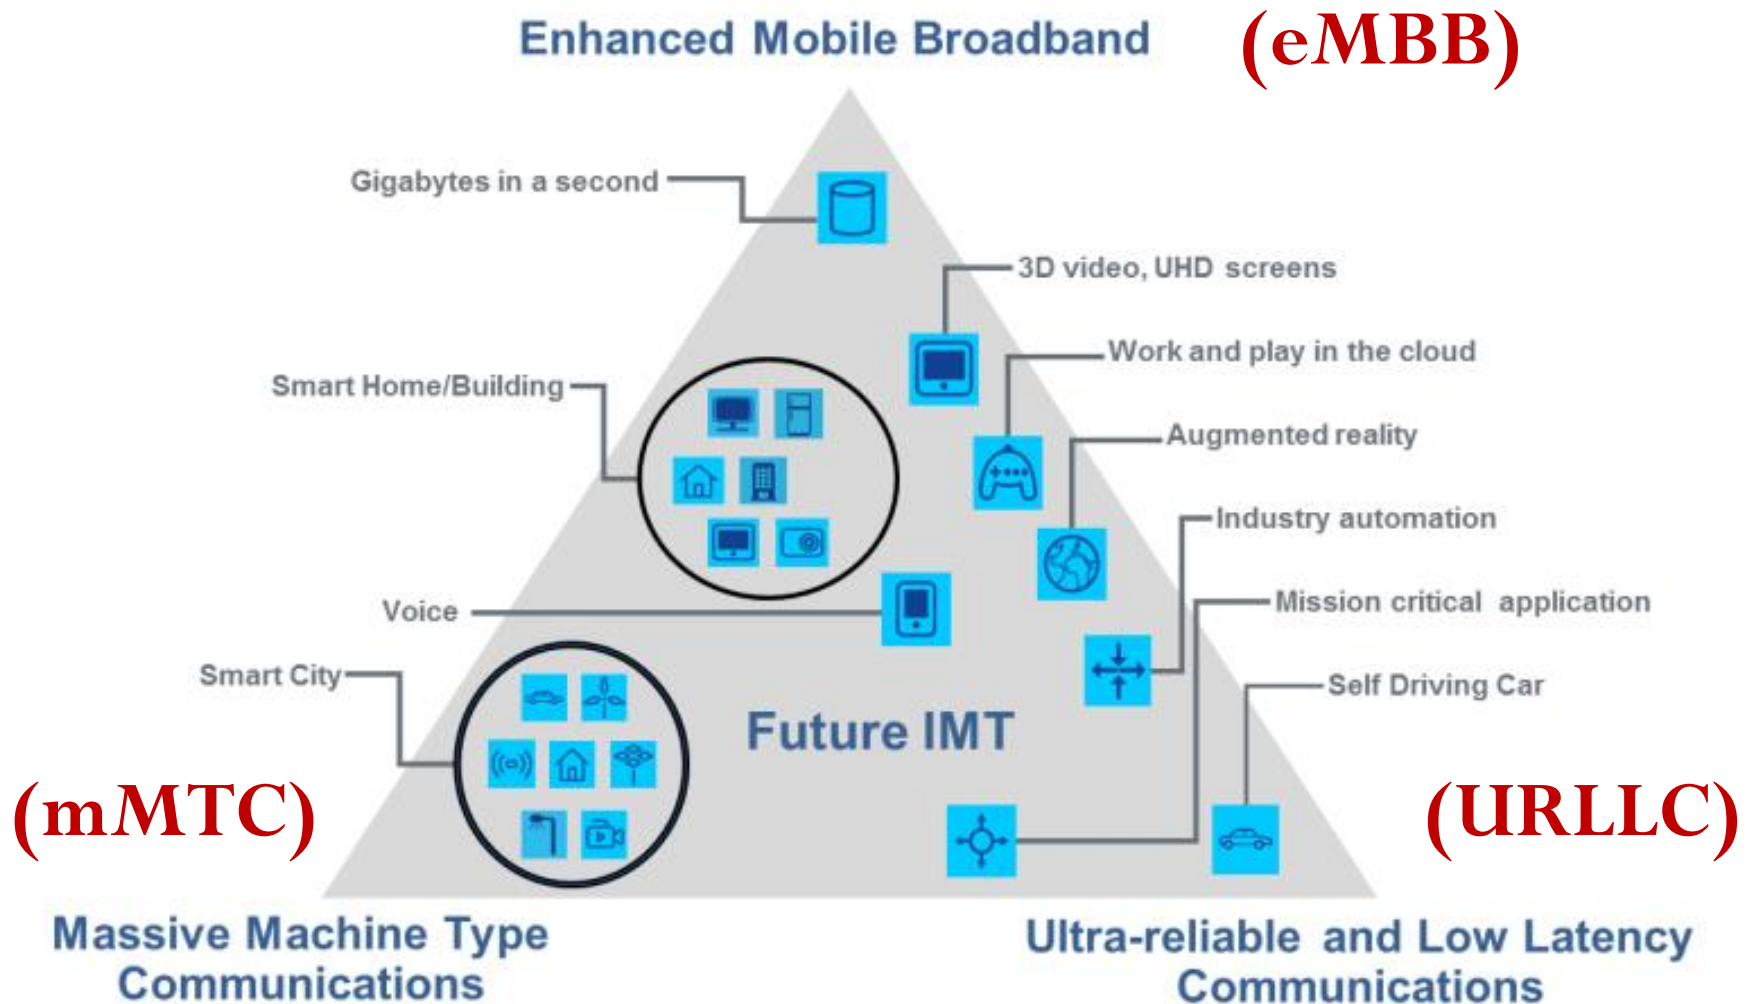 Enhanced Mobile Broadband (eMBB)
Gigabytes in a second
3D video, UHD screens
Work and play in the cloud
Smart Home/Building
Augmented reality
Industry automation
Mission critical application
Voice
Smart City
Self Driving Car
Future IMT
(mMTC)
(URLLC)
Massive Machine Type
Communications
Ultra-reliable and Low Latency
Communications